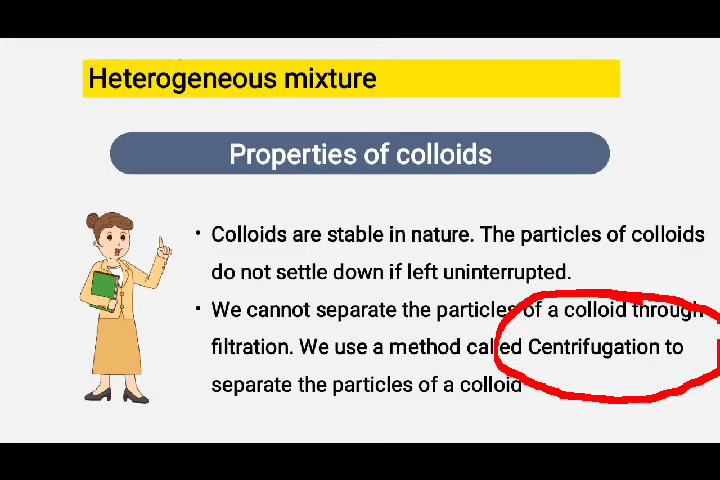 Heterogeneous mixture
Properties of colloids
• Colloids are stable in nature. The particles of colloids
do not settle down if left uninterrupted.
• We cannot separate the particles of a colloid through
filtration. We use a method called Centrifugation to
separate the particles of a colloid